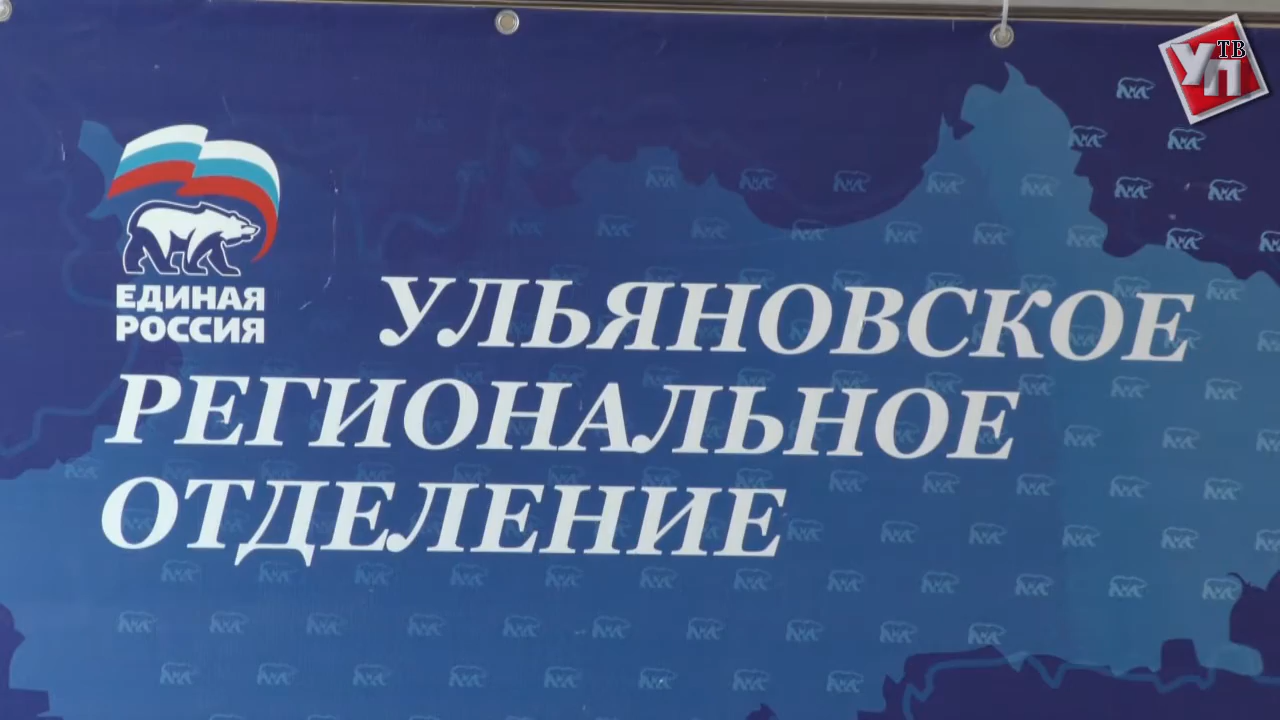 УП ТВ
ЕДИНАЯ
РОССИЯ
УЛЬЯНОВСКОЕ
РЕГИОНАЛЬНОЕ
ОТДЕЛЕНИЕ